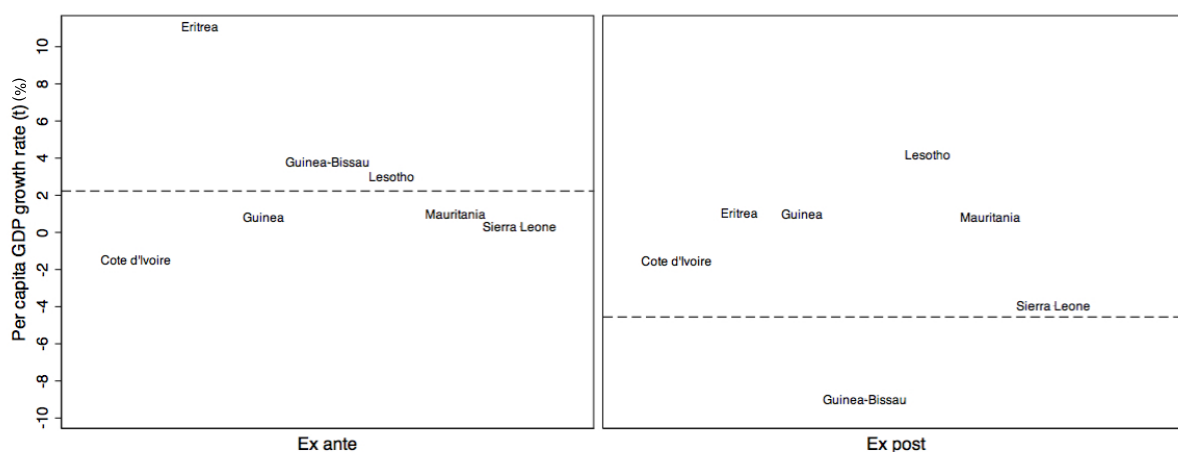 Per capita GDP growth rate (t) (%)
10
8
6
4
2
0
-2
-4
-6
-8
-10
Eritrea
Guinea-Bissau
Lesotho
Guinea
Mauritania
Sierra Leone
Cote d'Ivoire
Ex ante
Lesotho
Eritrea
Guinea
Mauritania
Cote d'Ivoire
Sierra Leone
Guinea-Bissau
Ex post